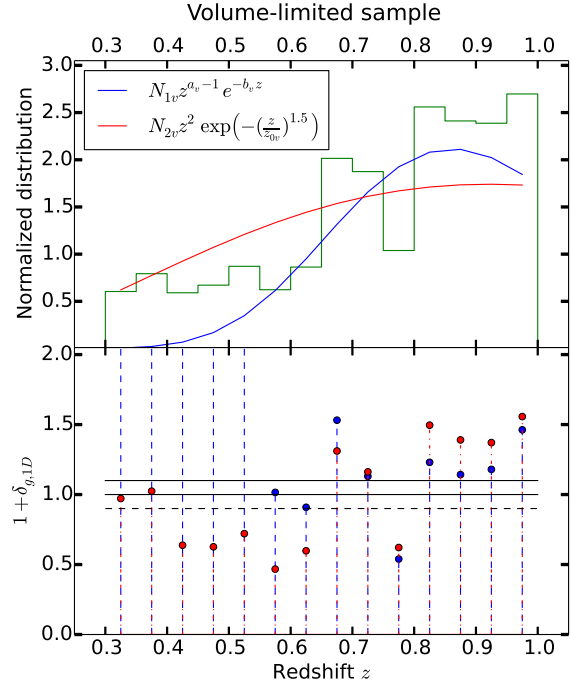 Volume-limited sample
0.3 0.4 0.5 0.6 0.7 0.8 0.9 1.0
3.0
2.5
2.0
1.5
1.0
0.5
Normalized distribution
N_{1v} z^{a_v-1} e^{-b_v z}
N_{2v} z^2 exp(-(z/z_{0v})^{1.5})
2.0
1.5
1.0
0.5
0.0
1+δ_{g,1D}
0.3 0.4 0.5 0.6 0.7 0.8 0.9 1.0
Redshift z